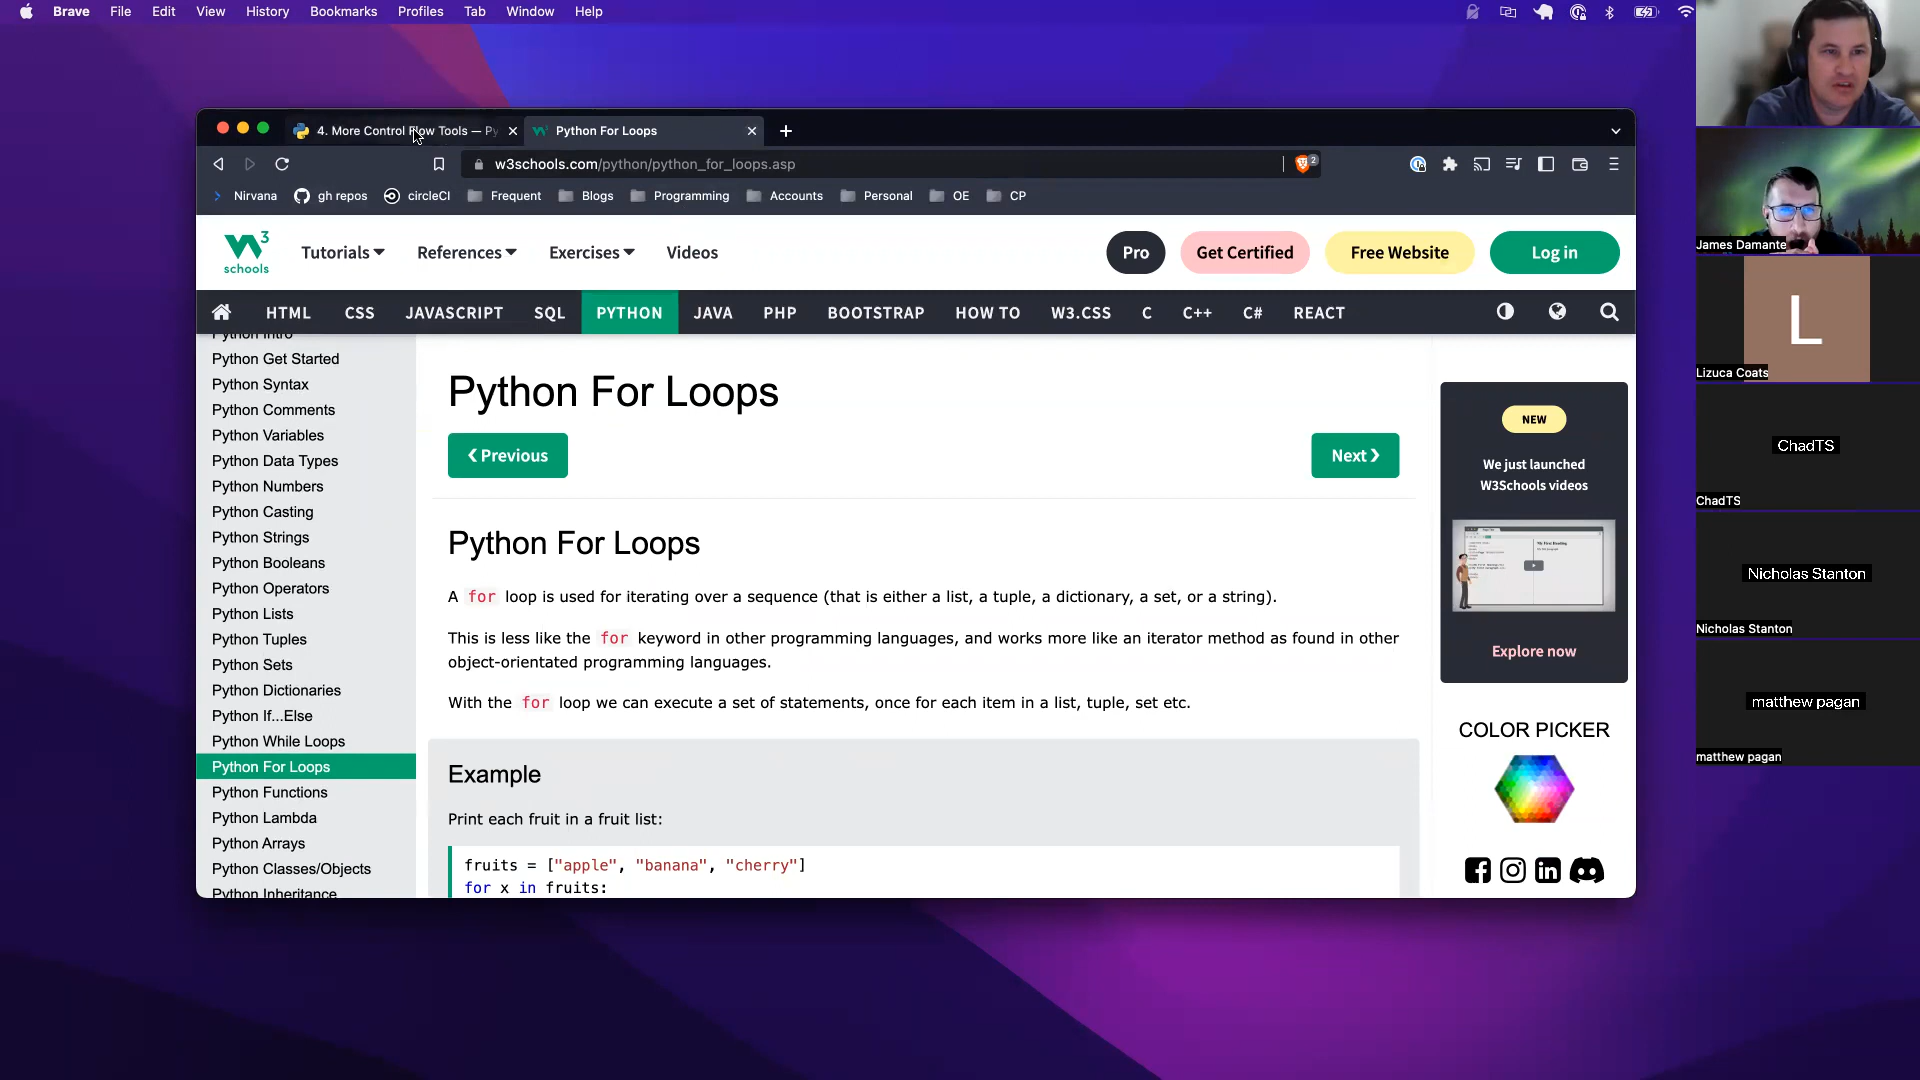 Brave File Edit View History Bookmarks Profiles Tab Window Help
4. More Control Flow Tools — Py
Python For Loops
w3schools.com/python/python_for_loops.asp
2
Nirvana gh repos circleCI Frequent Blogs Programming Accounts Personal OE CP
W3 schools
Tutorials References Exercises Videos
Pro Get Certified Free Website Log in
HTML CSS JAVASCRIPT SQL PYTHON JAVA PHP BOOTSTRAP HOW TO W3.CSS C C++ C# REACT
Python Intro
Python Get Started
Python Syntax
Python Comments
Python Variables
Python Data Types
Python Numbers
Python Casting
Python Strings
Python Booleans
Python Operators
Python Lists
Python Tuples
Python Sets
Python Dictionaries
Python If...Else
Python While Loops
Python For Loops
Python Functions
Python Lambda
Python Arrays
Python Classes/Objects
Python Inheritance
Python For Loops
❮ Previous
Next ❯
Python For Loops
A for loop is used for iterating over a sequence (that is either a list, a tuple, a dictionary, a set, or a string).
This is less like the for keyword in other programming languages, and works more like an iterator method as found in other
object-orientated programming languages.
With the for loop we can execute a set of statements, once for each item in a list, tuple, set etc.
Example
Print each fruit in a fruit list:
fruits = ["apple", "banana", "cherry"]
for x in fruits:
NEW
We just launched
W3Schools videos
Explore now
COLOR PICKER
James Damante
L
Lizuca Coats
ChadTS
ChadTS
Nicholas Stanton
Nicholas Stanton
matthew pagan
matthew pagan